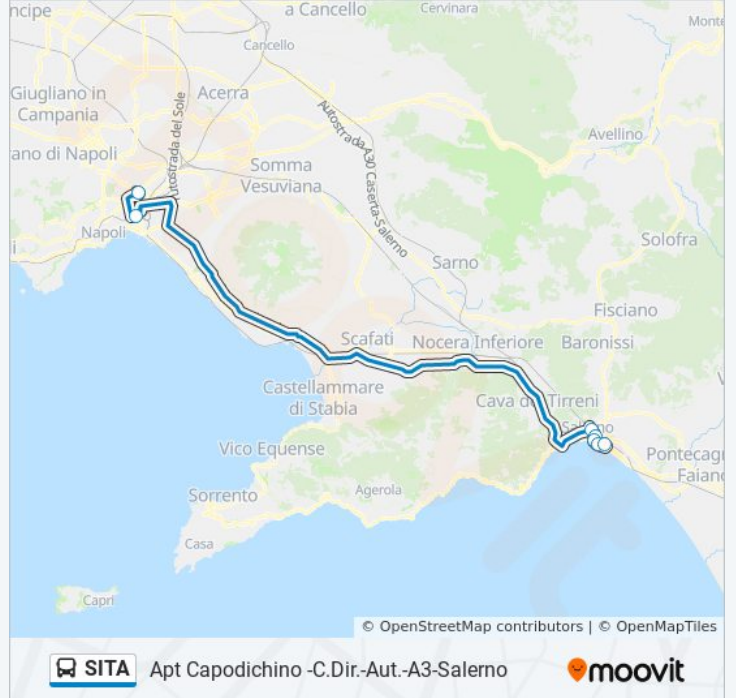 ncipe
a Cancello
Cervinara
Monte
Cancello
Giugliano in
Campania
Acerra
Autostrada A30 Caserta-Salerno
utostrada del Sole
Avellino
ano di Napoli
Somma
Vesuviana
Napoli
Solofra
Sarno
Fisciano
Scafati
Nocera Inferiore
Baronissi
Castellammare
di Stabia
Cava de Tirreni
Vico Equense
Pontecag
Faiano
Sorrento
Agerola
Casa
Capri
© OpenStreetMap contributors | © OpenMapTiles
SITA
Apt Capodichino -C.Dir.-Aut.-A3-Salerno
moovit